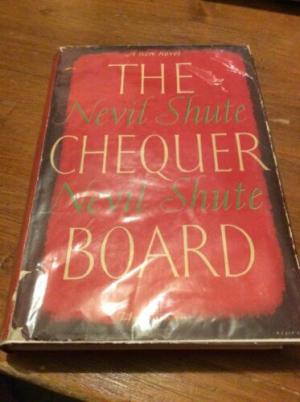 A new novel
THE
Nevil Shute
CHEQUER
Nevil Shute
BOARD